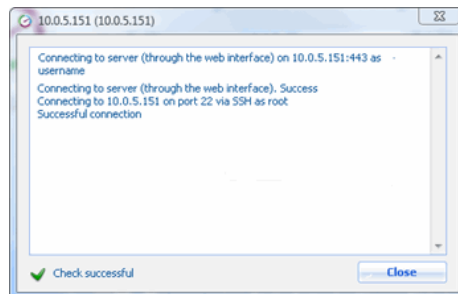 10.0.5.151 (10.0.5.151)
Connecting to server (through the web interface) on 10.0.5.151:443 as
username
Connecting to server (through the web interface). Success
Connecting to 10.0.5.151 on port 22 via SSH as root
Successful connection
Check successful
Close